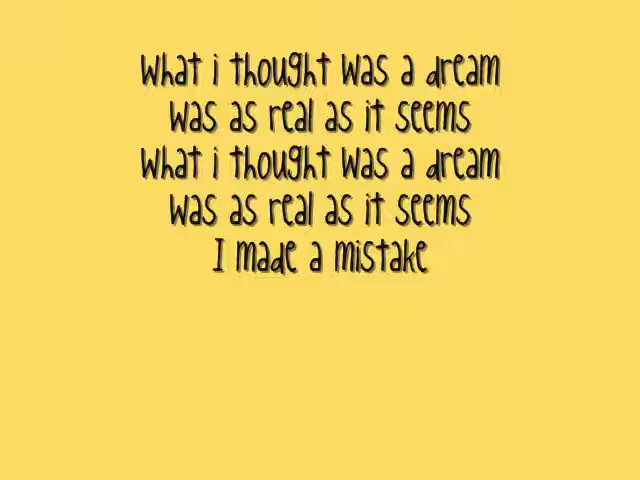 What i thought was a dream
was as real as it seems
What i thought was a dream
was as real as it seems
I made a mistake